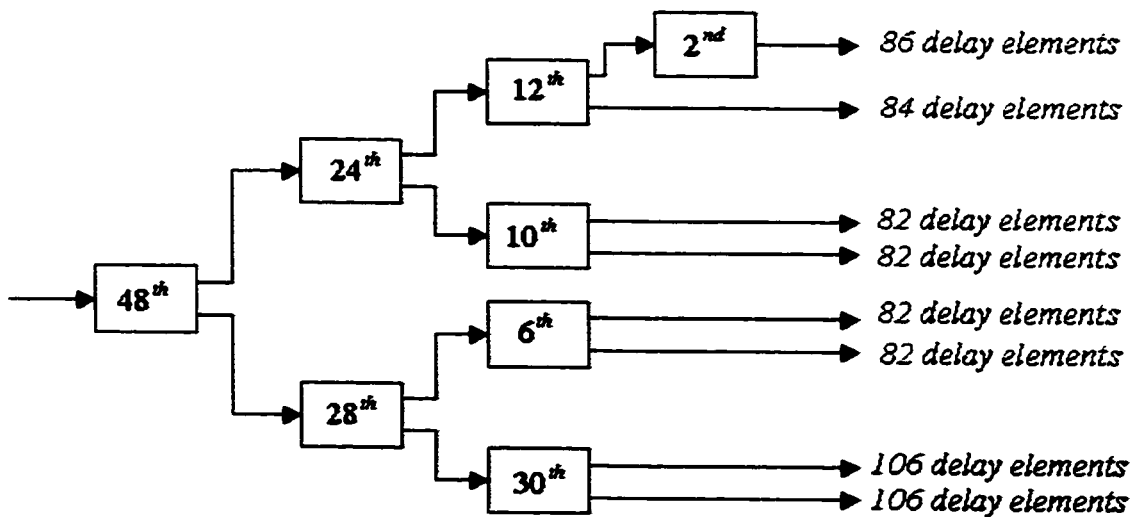 2nd
86 delay elements
12th
84 delay elements
24th
10th
82 delay elements
82 delay elements
48th
6th
82 delay elements
82 delay elements
28th
30th
106 delay elements
106 delay elements